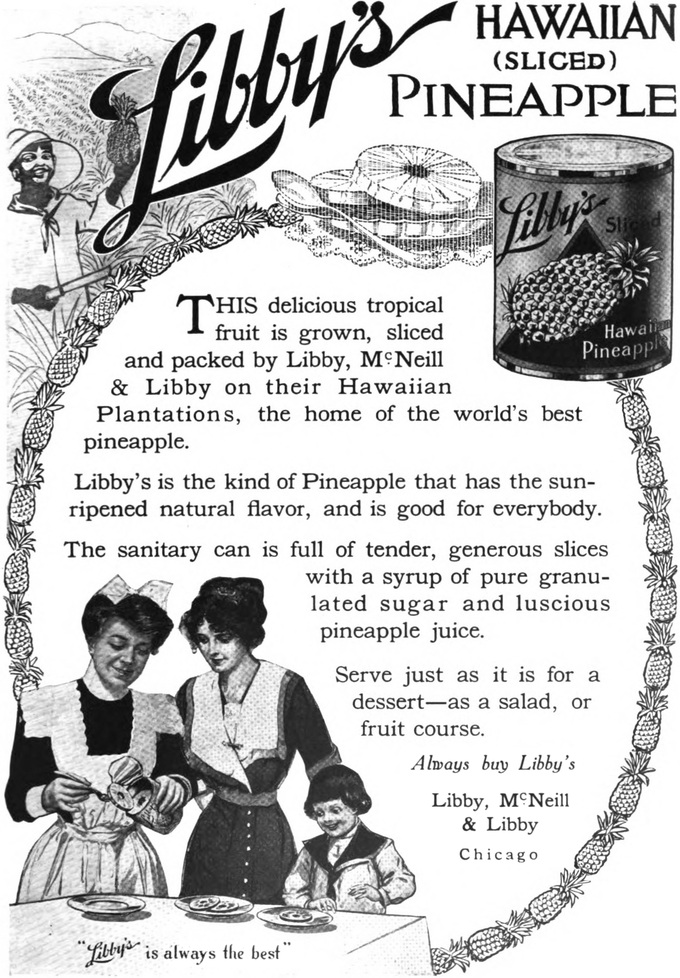 Libby's
HAWAIIAN
(SLICED)
PINEAPPLE
Libby's
Sliced
Hawaiian
Pineapple
THIS delicious tropical
fruit is grown, sliced
and packed by Libby, McNeill
& Libby on their Hawaiian
Plantations, the home of the world's best
pineapple.
Libby's is the kind of Pineapple that has the sun-
ripened natural flavor, and is good for everybody.
The sanitary can is full of tender, generous slices
with a syrup of pure granu-
lated sugar and luscious
pineapple juice.
Serve just as it is for a
dessert—as a salad, or
fruit course.
Always buy Libby's
Libby, McNeill
& Libby
Chicago
"Libby's is always the best"